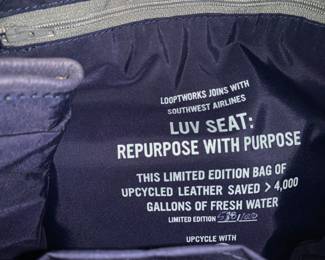 LOOPTWORKS JOINS WITH
SOUTHWEST AIRLINES
LUV SEAT:
REPURPOSE WITH PURPOSE
THIS LIMITED EDITION BAG OF
UPCYCLED LEATHER SAVED > 4,000
GALLONS OF FRESH WATER
LIMITED EDITION
UPCYCLE WITH